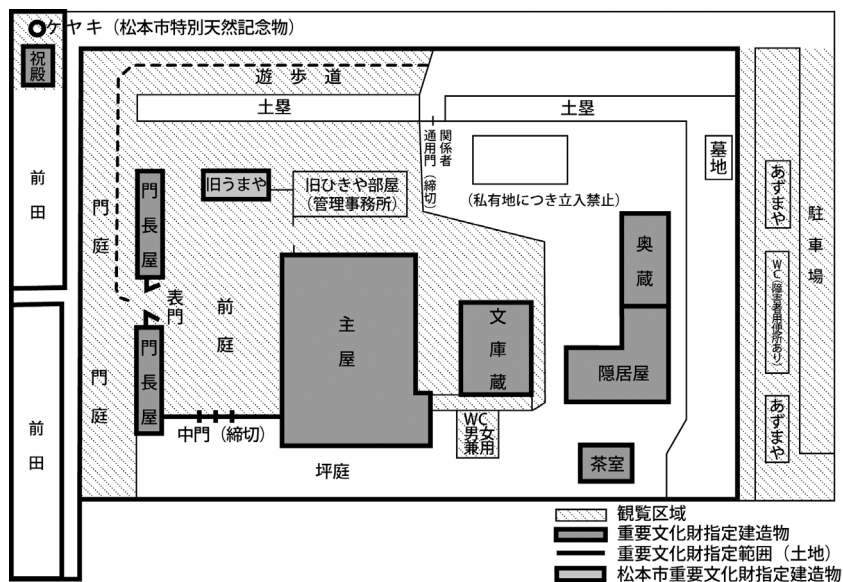 ケヤキ（松本市特別天然記念物）
祝殿
遊歩道
土塁
土塁
関係者
通用門（締切）
墓地
前田
門庭
門長屋
旧うまや
旧ひきや部屋
（管理事務所）
（私有地につき立入禁止）
あずまや
駐車場
奥蔵
WC（障害者用便所あり）
表門
前庭
主屋
文庫蔵
隠居屋
門長屋
門庭
前田
中門（締切）
WC
男女
兼用
あずまや
茶室
坪庭
観覧区域
重要文化財指定建造物
重要文化財指定範囲（土地）
松本市重要文化財指定建造物